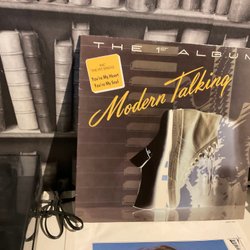 THE 1ST ALBUM
You're My Heart
You're My Soul
Modern Talking